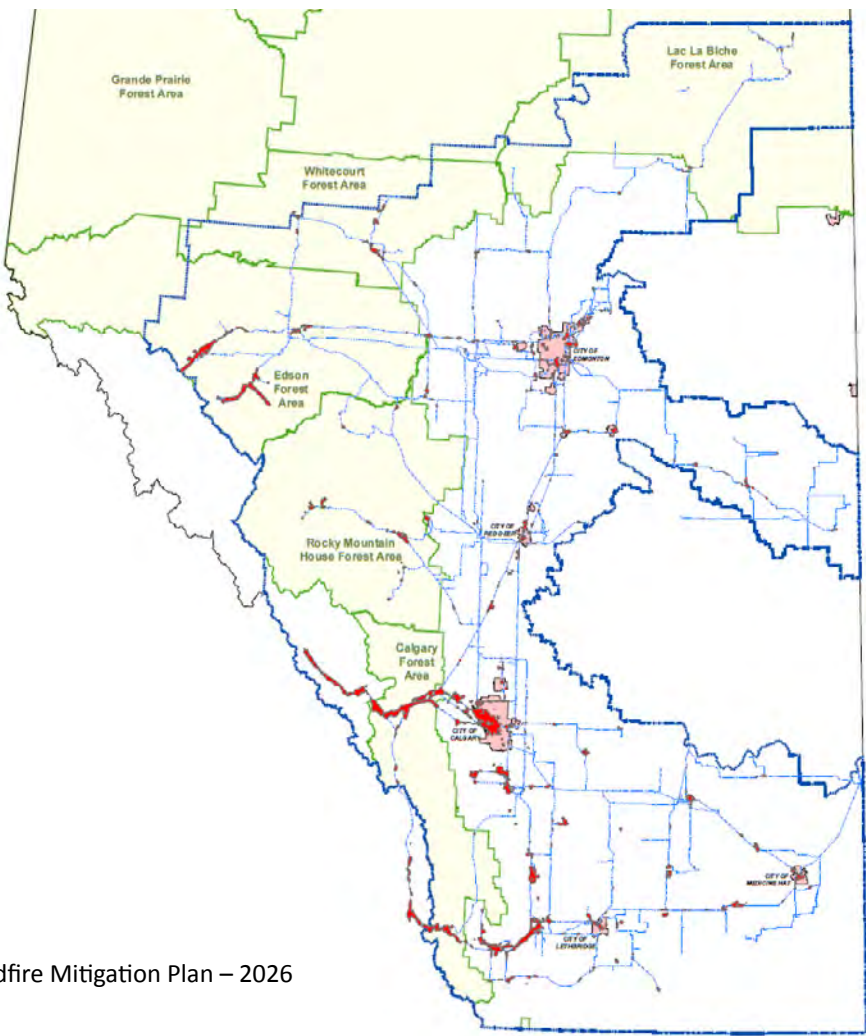 Lac La Biche
Forest Area
Grande Prairie
Forest Area
Whitecourt
Forest Area
CITY OF
EDMONTON
Edson
Forest
Area
CITY OF
RED DEER
Rocky Mountain
House Forest Area
Calgary
Forest
Area
CITY OF
CALGARY
CITY OF
MEDICINE HAT
CITY OF
LETHBRIDGE
dfire Mitigation Plan – 2026